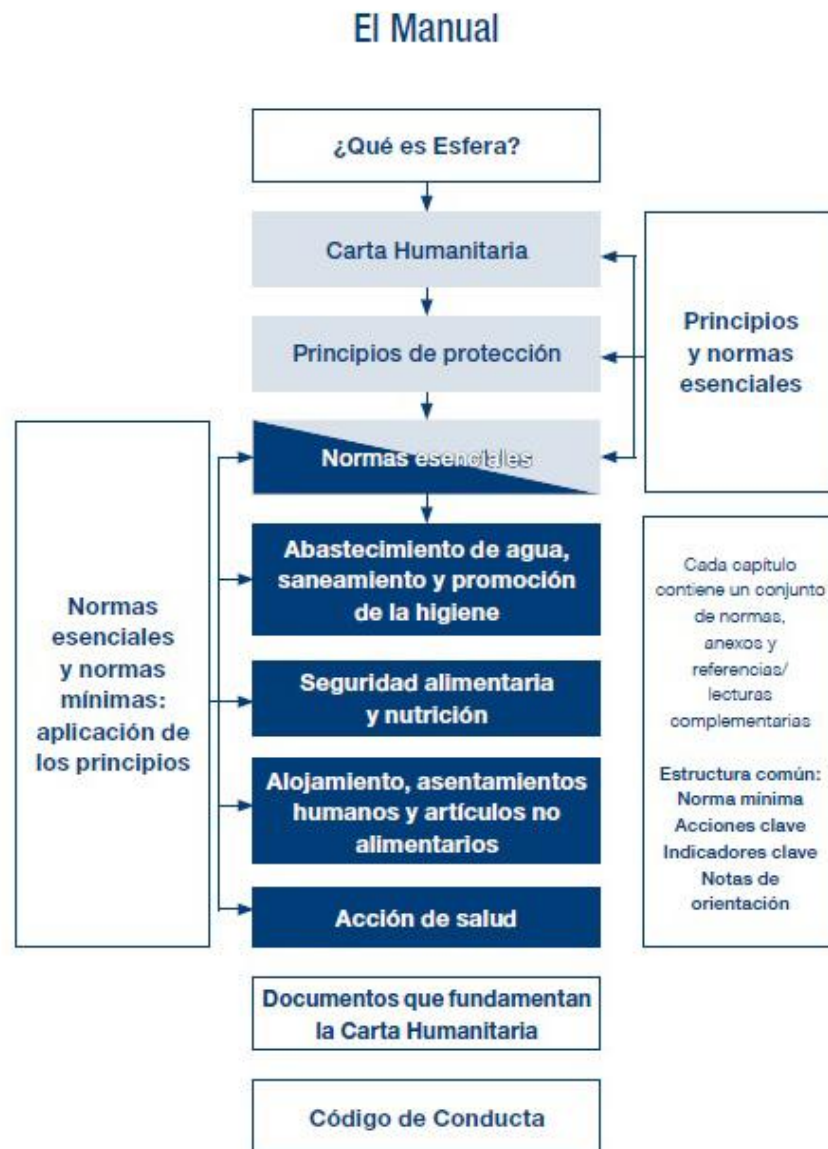 El Manual
¿Qué es Esfera?
Carta Humanitaria
Principios de protección
Normas esenciales
Principios
y normas
esenciales
Normas
esenciales
y normas
mínimas:
aplicación de
los principios
Abastecimiento de agua,
saneamiento y promoción
de la higiene
Seguridad alimentaria
y nutrición
Alojamiento, asentamientos
humanos y artículos no
alimentarios
Acción de salud
Cada capítulo
contiene un conjunto
de normas,
anexos y
referencias/
lecturas
complementarias
Estructura común:
Norma mínima
Acciones clave
Indicadores clave
Notas de
orientación
Documentos que fundamentan
la Carta Humanitaria
Código de Conducta